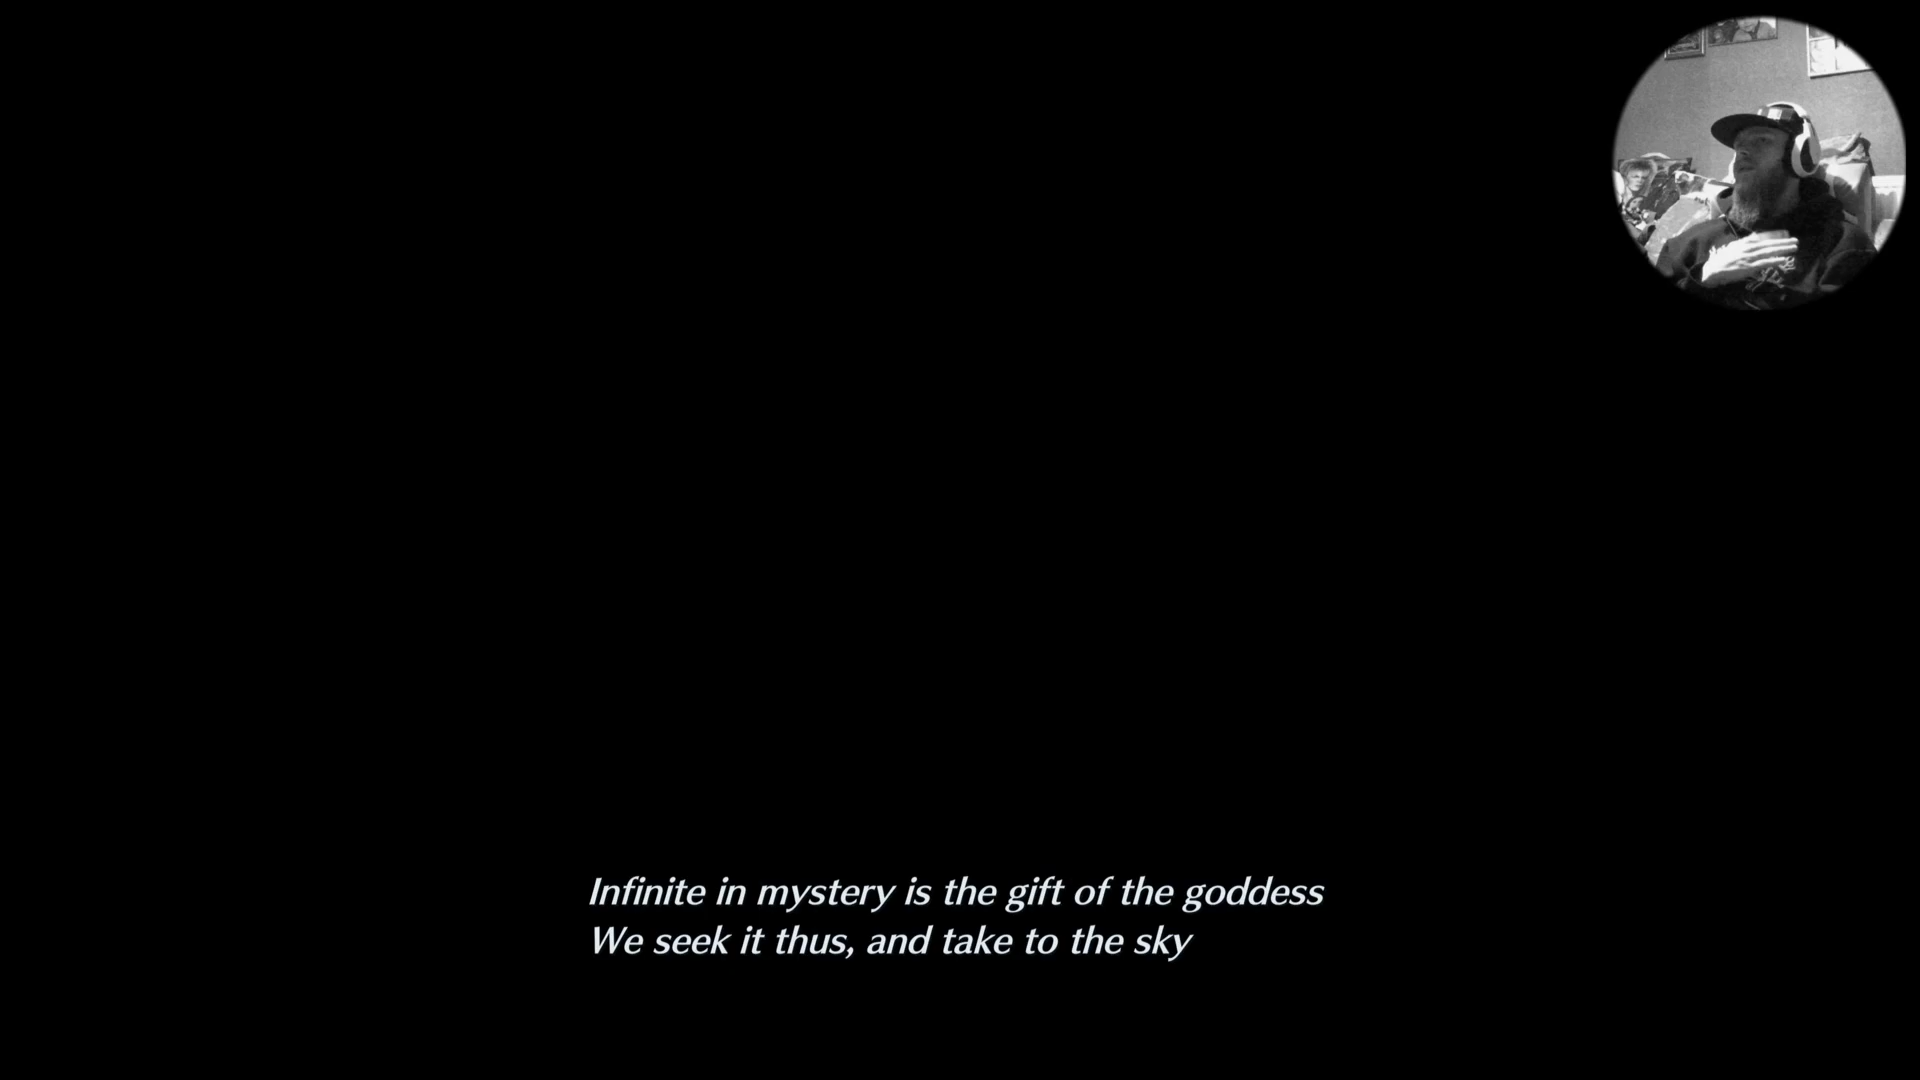 Infinite in mystery is the gift of the goddess
We seek it thus, and take to the sky